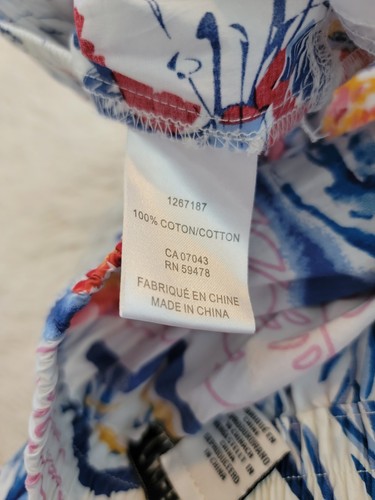 1267187
100% COTON/COTTON
CA 07043
RN 59478
FABRIQUÉ EN CHINE
MADE IN CHINA